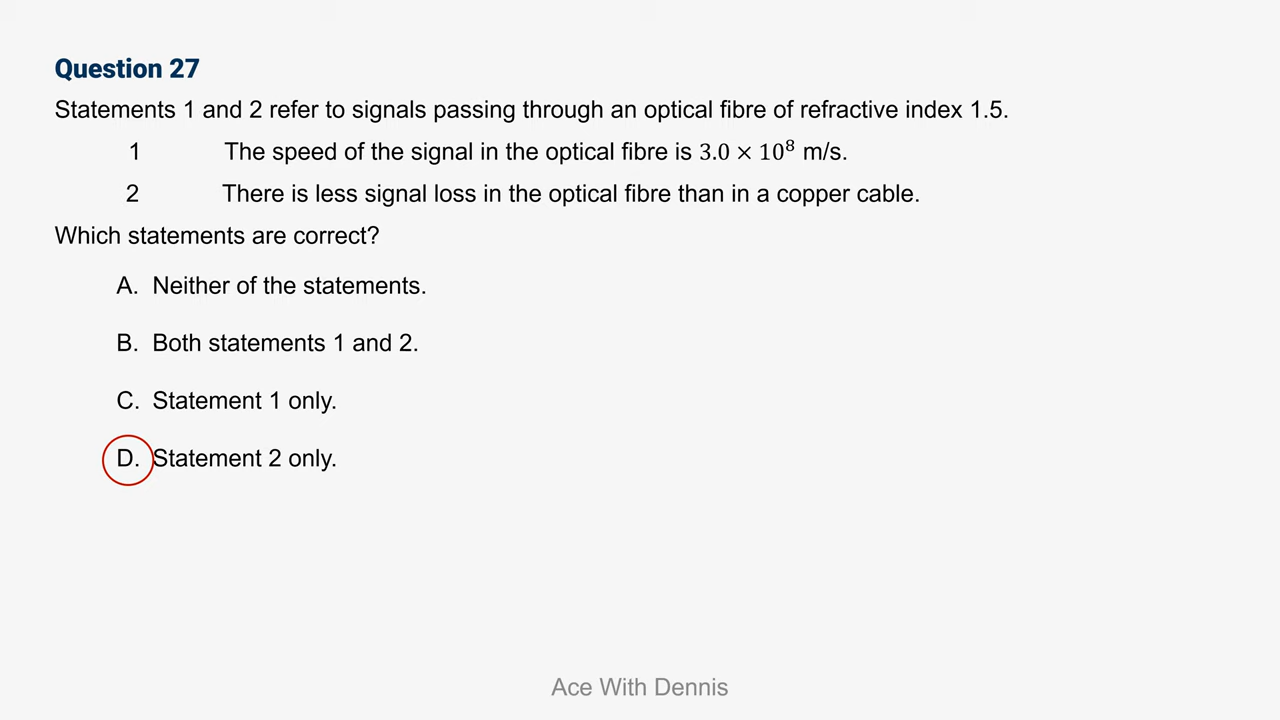 Question 27
Statements 1 and 2 refer to signals passing through an optical fibre of refractive index 1.5.
1 The speed of the signal in the optical fibre is 3.0 × 10⁸ m/s.
2 There is less signal loss in the optical fibre than in a copper cable.
Which statements are correct?
A. Neither of the statements.
B. Both statements 1 and 2.
C. Statement 1 only.
D. Statement 2 only.
Ace With Dennis